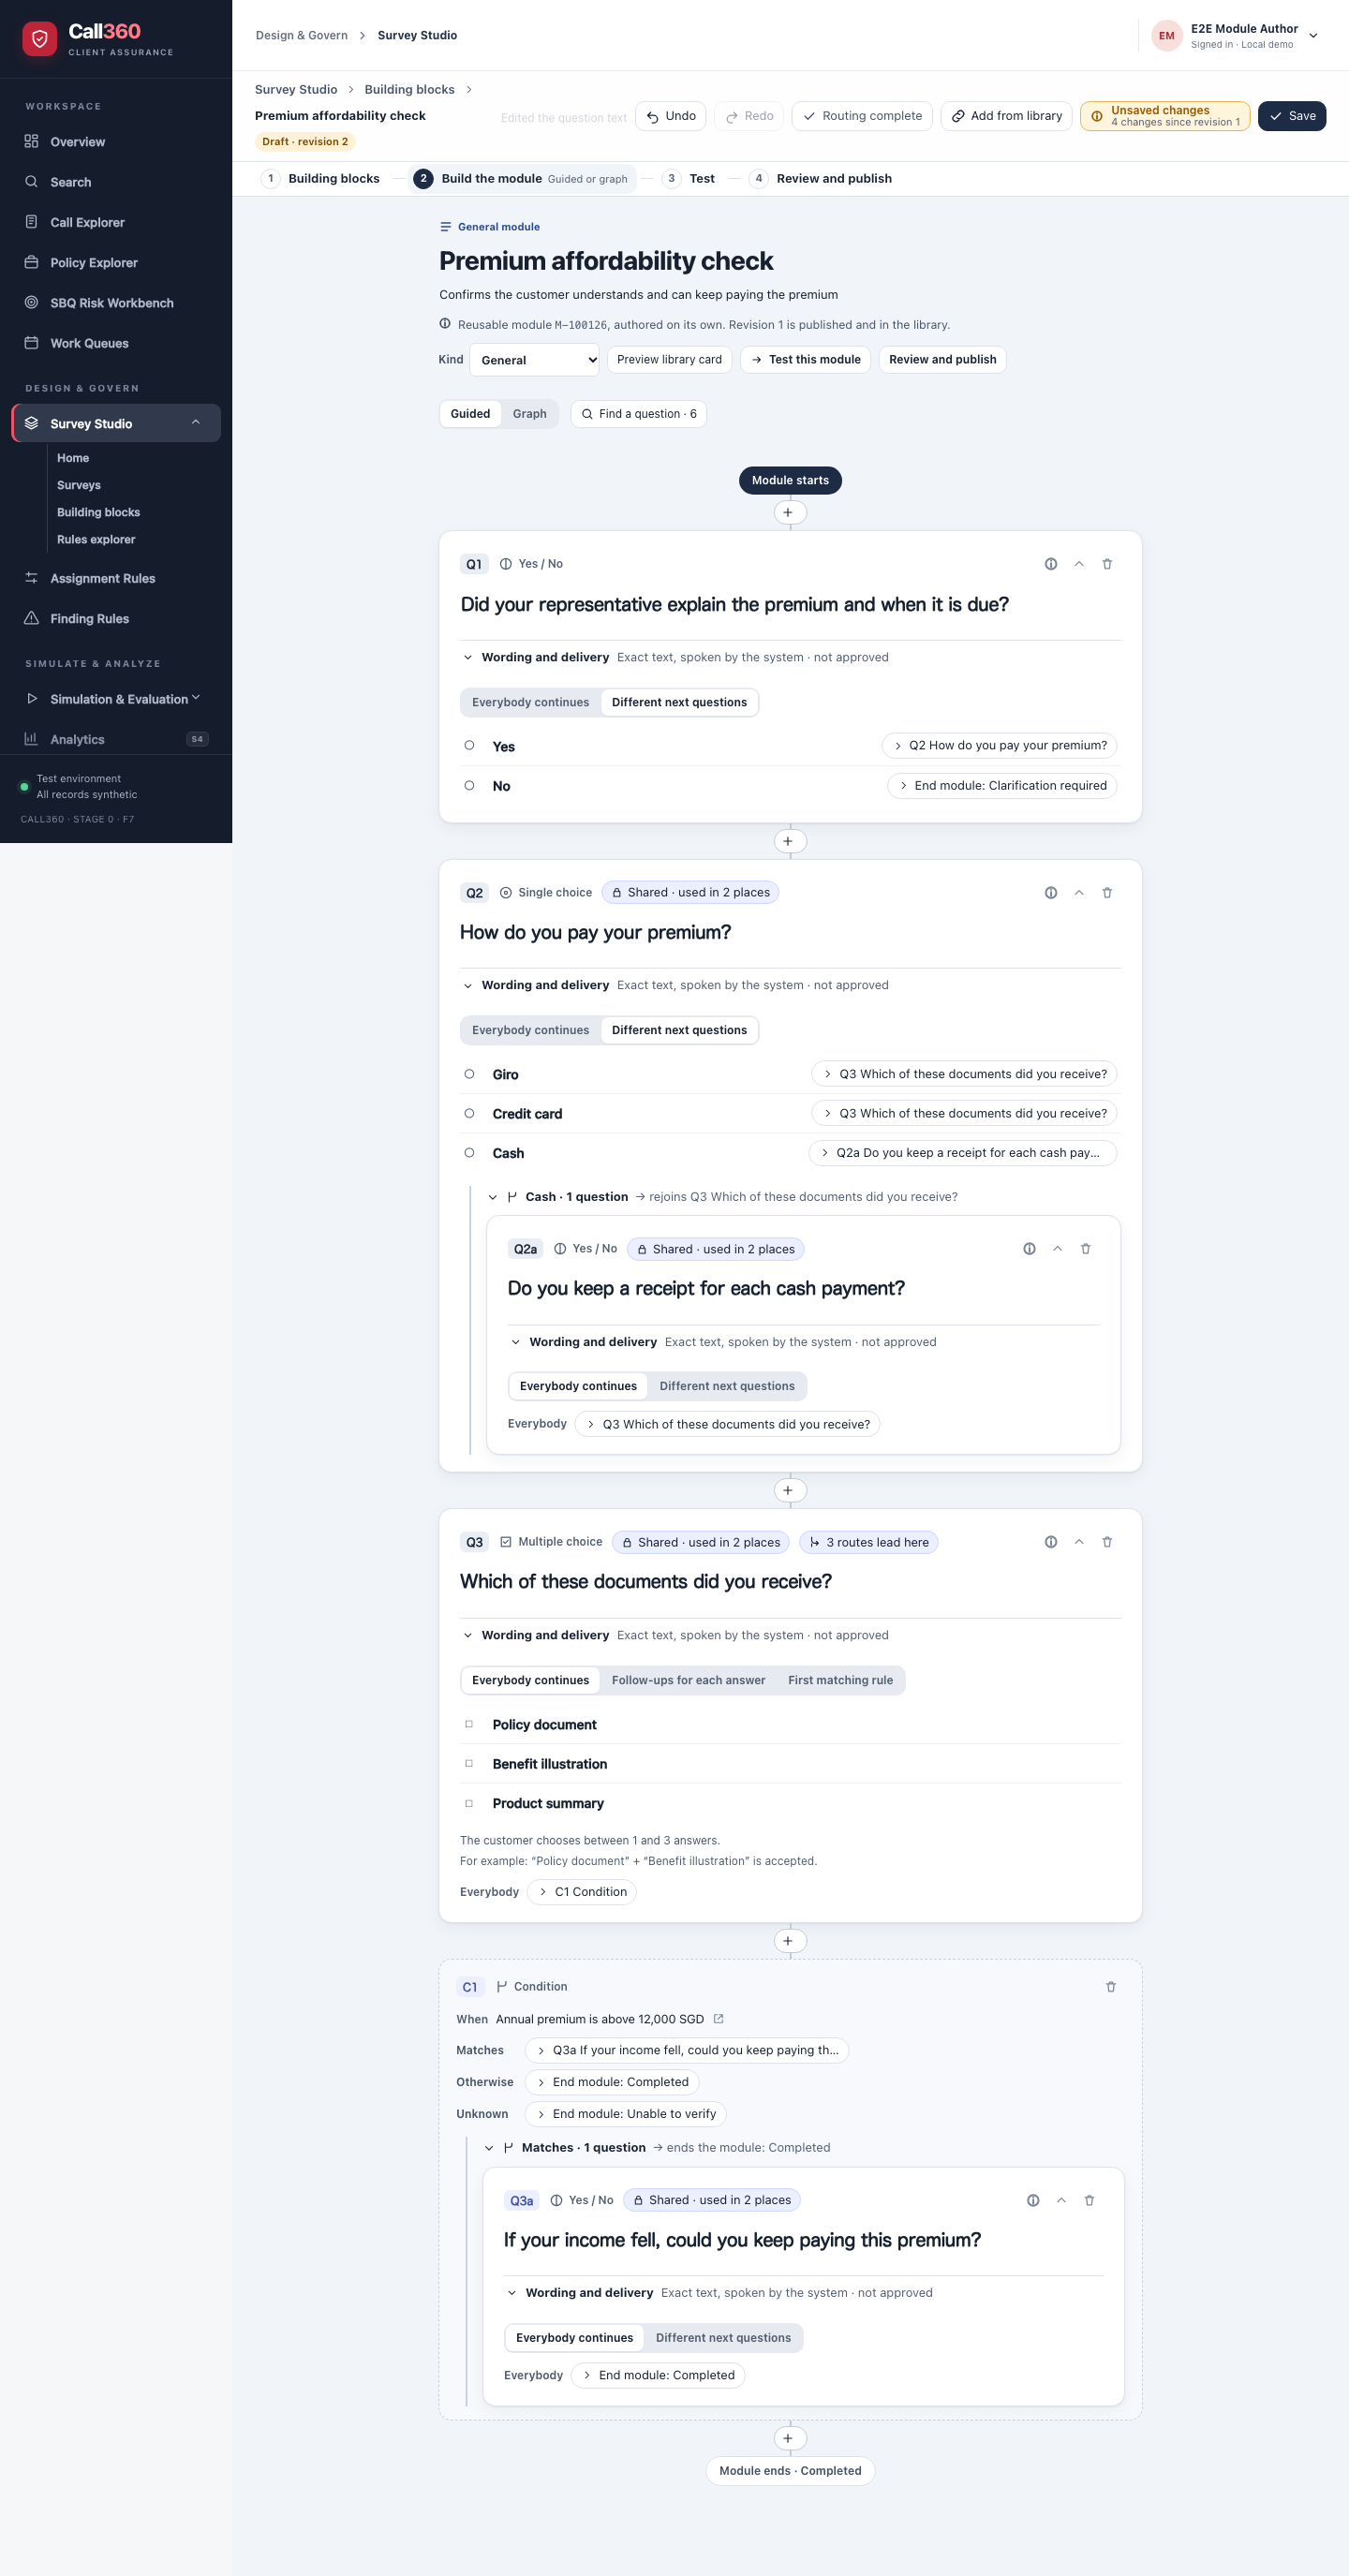 Call360
CLIENT ASSURANCE
WORKSPACE
Overview
Search
Call Explorer
Policy Explorer
SBQ Risk Workbench
Work Queues
DESIGN & GOVERN
Survey Studio
Home
Surveys
Building blocks
Rules explorer
Assignment Rules
Finding Rules
SIMULATE & ANALYZE
Simulation & Evaluation
Analytics S4
Test environment
All records synthetic
CALL360 · STAGE 0 · F7
Design & Govern > Survey Studio
EM E2E Module Author
Signed in · Local demo
Survey Studio > Building blocks >
Premium affordability check
Draft · revision 2
Edited the question text
Undo
Redo
Routing complete
Add from library
Unsaved changes
4 changes since revision 1
Save
1 Building blocks
2 Build the module Guided or graph
3 Test
4 Review and publish
General module
Premium affordability check
Confirms the customer understands and can keep paying the premium
Reusable module M-100126, authored on its own. Revision 1 is published and in the library.
Kind General Preview library card → Test this module Review and publish
Guided Graph Find a question · 6
Module starts
+
Q1 Yes / No
Did your representative explain the premium and when it is due?
Wording and delivery Exact text, spoken by the system · not approved
Everybody continues Different next questions
Yes > Q2 How do you pay your premium?
No > End module: Clarification required
+
Q2 Single choice Shared · used in 2 places
How do you pay your premium?
Wording and delivery Exact text, spoken by the system · not approved
Everybody continues Different next questions
Giro > Q3 Which of these documents did you receive?
Credit card > Q3 Which of these documents did you receive?
Cash > Q2a Do you keep a receipt for each cash pay...
Cash · 1 question → rejoins Q3 Which of these documents did you receive?
Q2a Yes / No Shared · used in 2 places
Do you keep a receipt for each cash payment?
Wording and delivery Exact text, spoken by the system · not approved
Everybody continues Different next questions
Everybody > Q3 Which of these documents did you receive?
+
Q3 Multiple choice Shared · used in 2 places 3 routes lead here
Which of these documents did you receive?
Wording and delivery Exact text, spoken by the system · not approved
Everybody continues Follow-ups for each answer First matching rule
Policy document
Benefit illustration
Product summary
The customer chooses between 1 and 3 answers.
For example: “Policy document” + “Benefit illustration” is accepted.
Everybody > C1 Condition
+
C1 Condition
When Annual premium is above 12,000 SGD
Matches > Q3a If your income fell, could you keep paying th...
Otherwise > End module: Completed
Unknown > End module: Unable to verify
Matches · 1 question → ends the module: Completed
Q3a Yes / No Shared · used in 2 places
If your income fell, could you keep paying this premium?
Wording and delivery Exact text, spoken by the system · not approved
Everybody continues Different next questions
Everybody > End module: Completed
+
Module ends · Completed